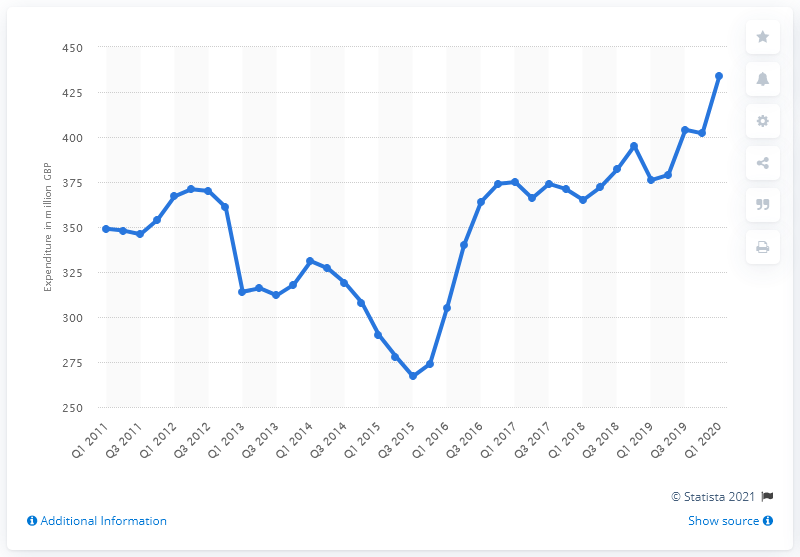 450
425
400
375
350
325
300
275
250
Expenditure in million GBP
Q1 2011
Q3 2011
Q1 2012
Q3 2012
Q1 2013
Q3 2013
Q1 2014
Q3 2014
Q1 2015
Q3 2015
Q1 2016
Q3 2016
Q1 2017
Q3 2017
Q1 2018
Q3 2018
Q1 2019
Q3 2019
Q1 2020
© Statista 2021
Additional Information
Show source